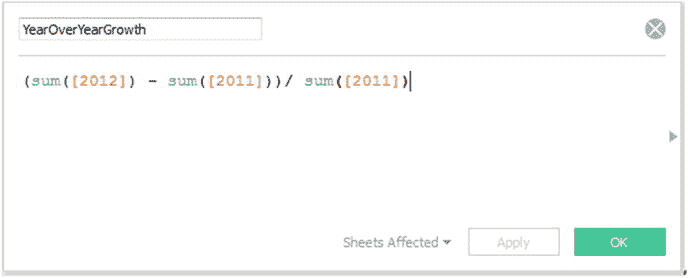 YearOverYearGrowth
(sum([2012]) - sum([2011]))/ sum([2011])
Sheets Affected
Apply
OK